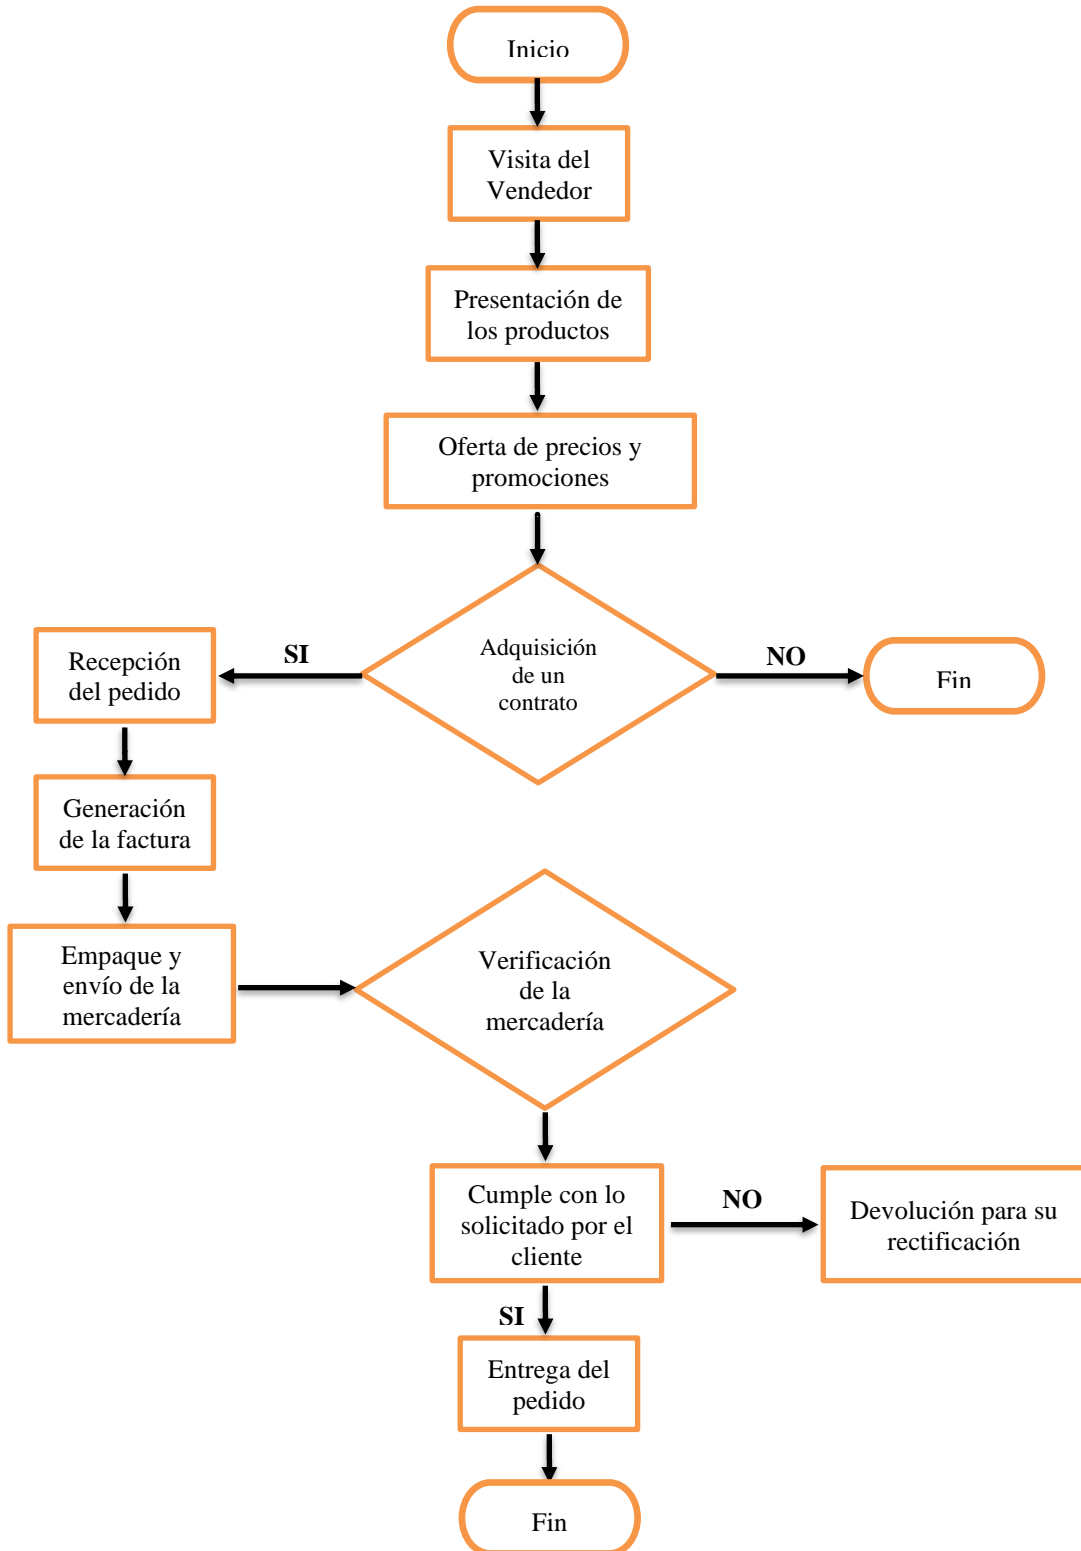 Inicio
Visita del
Vendedor
Presentación de
los productos
Oferta de precios y
promociones
Adquisición
de un
contrato
SI
NO
Recepción
del pedido
Fin
Generación
de la factura
Empaque y
envío de la
mercadería
Verificación
de la
mercadería
Cumple con lo
solicitado por el
cliente
NO
Devolución para su
rectificación
SI
Entrega del
pedido
Fin